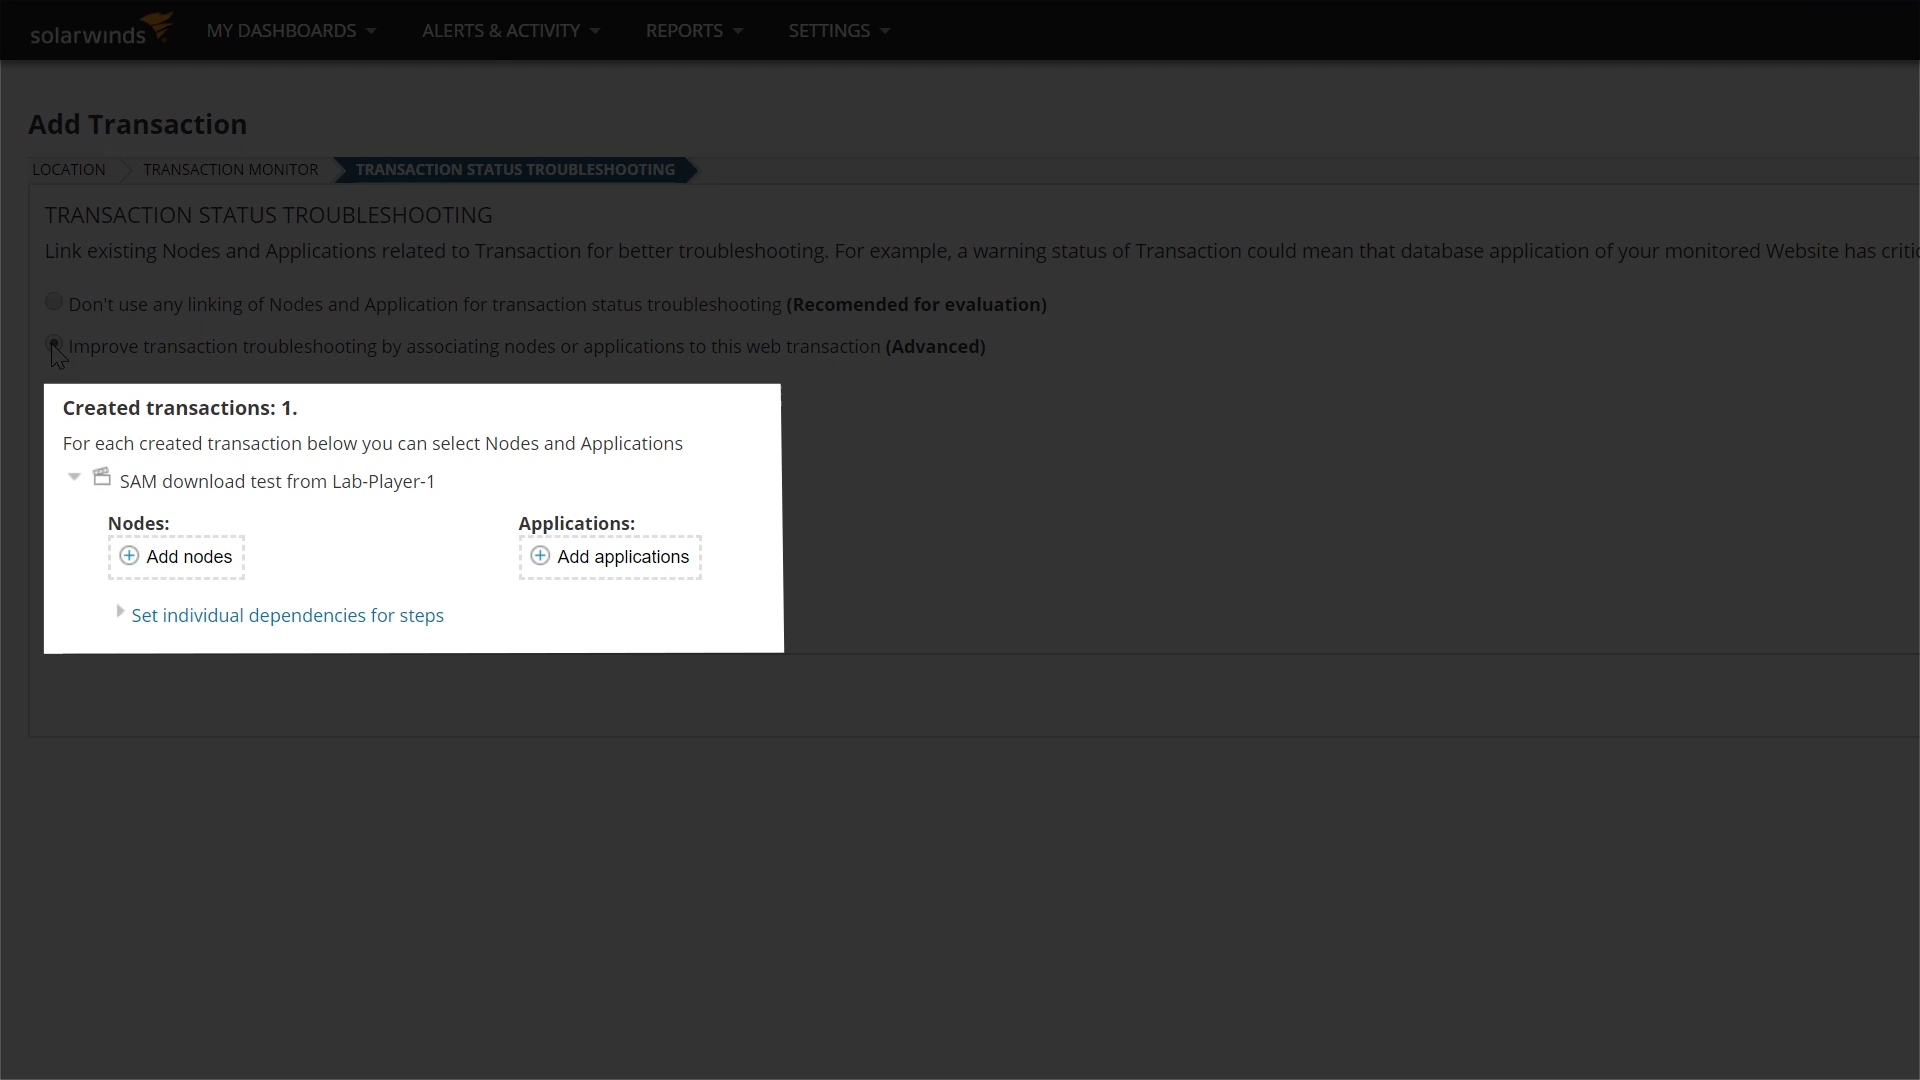 solarwinds MY DASHBOARDS ALERTS & ACTIVITY REPORTS SETTINGS
Add Transaction
LOCATION TRANSACTION MONITOR TRANSACTION STATUS TROUBLESHOOTING
TRANSACTION STATUS TROUBLESHOOTING
Link existing Nodes and Applications related to Transaction for better troubleshooting. For example, a warning status of Transaction could mean that database application of your monitored Website has critic
Don't use any linking of Nodes and Application for transaction status troubleshooting (Recomended for evaluation)
Improve transaction troubleshooting by associating nodes or applications to this web transaction (Advanced)
Created transactions: 1.
For each created transaction below you can select Nodes and Applications
SAM download test from Lab-Player-1
Nodes: Applications:
Add nodes Add applications
Set individual dependencies for steps